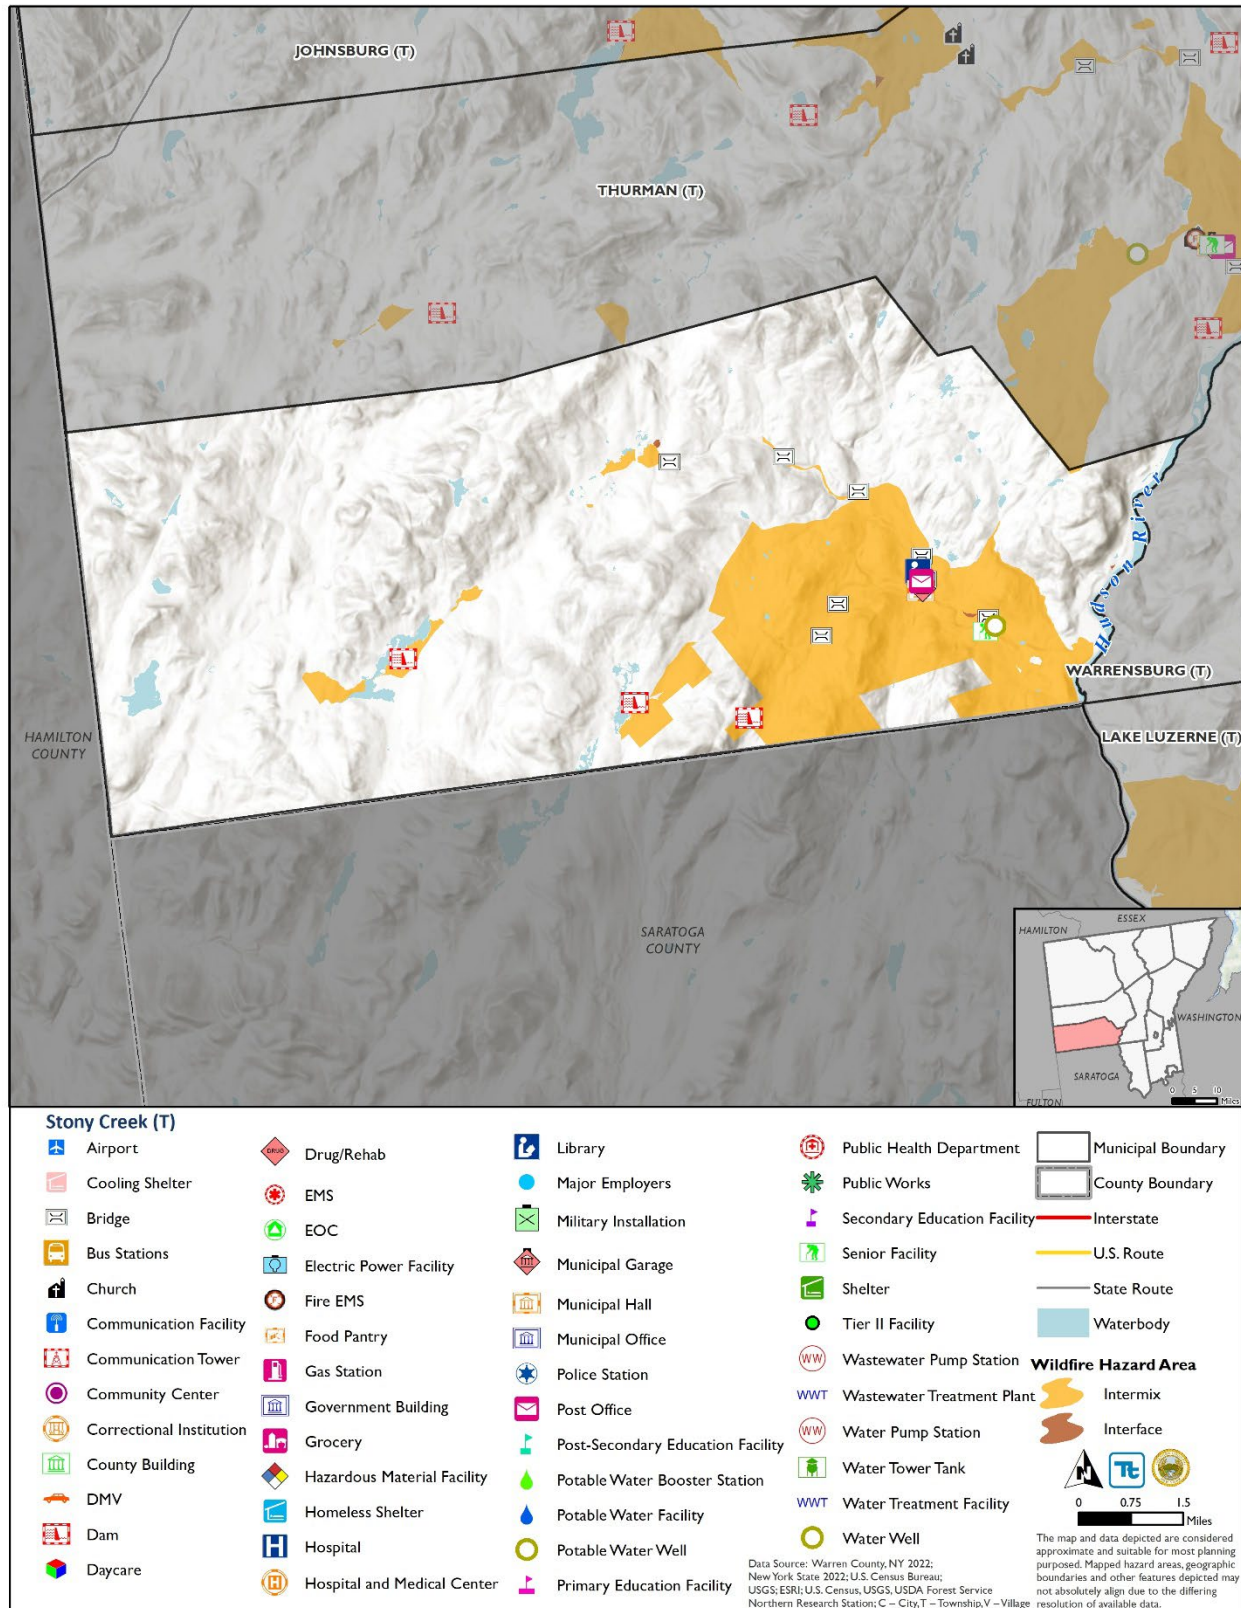 JOHNSBURG (T)
THURMAN (T)
Hudson River
WARRENSBURG (T)
LAKE LUZERNE (T)
HAMILTON
COUNTY
SARATOGA
COUNTY
ESSEX
HAMILTON
WASHINGTON
SARATOGA
FULTON
0 5 10
Miles
Stony Creek (T)
Airport
Cooling Shelter
Bridge
Bus Stations
Church
Communication Facility
Communication Tower
Community Center
Correctional Institution
County Building
DMV
Dam
Daycare
DRUG
Drug/Rehab
EMS
EOC
Electric Power Facility
F
Fire EMS
Food Pantry
Gas Station
Government Building
Grocery
Hazardous Material Facility
Homeless Shelter
H
Hospital
H
Hospital and Medical Center
Library
Major Employers
Military Installation
Municipal Garage
Municipal Hall
Municipal Office
Police Station
Post Office
Post-Secondary Education Facility
Potable Water Booster Station
Potable Water Facility
Potable Water Well
Primary Education Facility
Public Health Department
Public Works
Secondary Education Facility
Senior Facility
Shelter
Tier II Facility
WW
Wastewater Pump Station
WWT
Wastewater Treatment Plant
WW
Water Pump Station
Water Tower Tank
WWT
Water Treatment Facility
Water Well
Municipal Boundary
County Boundary
Interstate
U.S. Route
State Route
Waterbody
Wildfire Hazard Area
Intermix
Interface
N
Tt
0 0.75 1.5
Miles
Data Source: Warren County, NY 2022;
New York State 2022; U.S. Census Bureau;
USGS; ESRI; U.S. Census, USGS, USDA Forest Service
Northern Research Station; C – City, T – Township, V – Village
The map and data depicted are considered
approximate and suitable for most planning
purposed. Mapped hazard areas, geographic
boundaries and other features depicted may
not absolutely align due to the differing
resolution of available data.